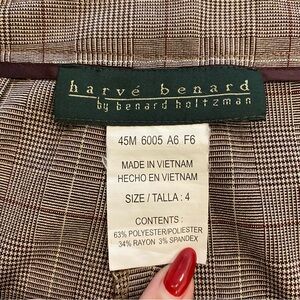 harvé benard
by benard holtzman
45M 6005 A6 F6
MADE IN VIETNAM
HECHO EN VIETNAM
SIZE / TALLA : 4
CONTENTS :
63% POLYESTER/POLIESTER
34% RAYON 3% SPANDEX